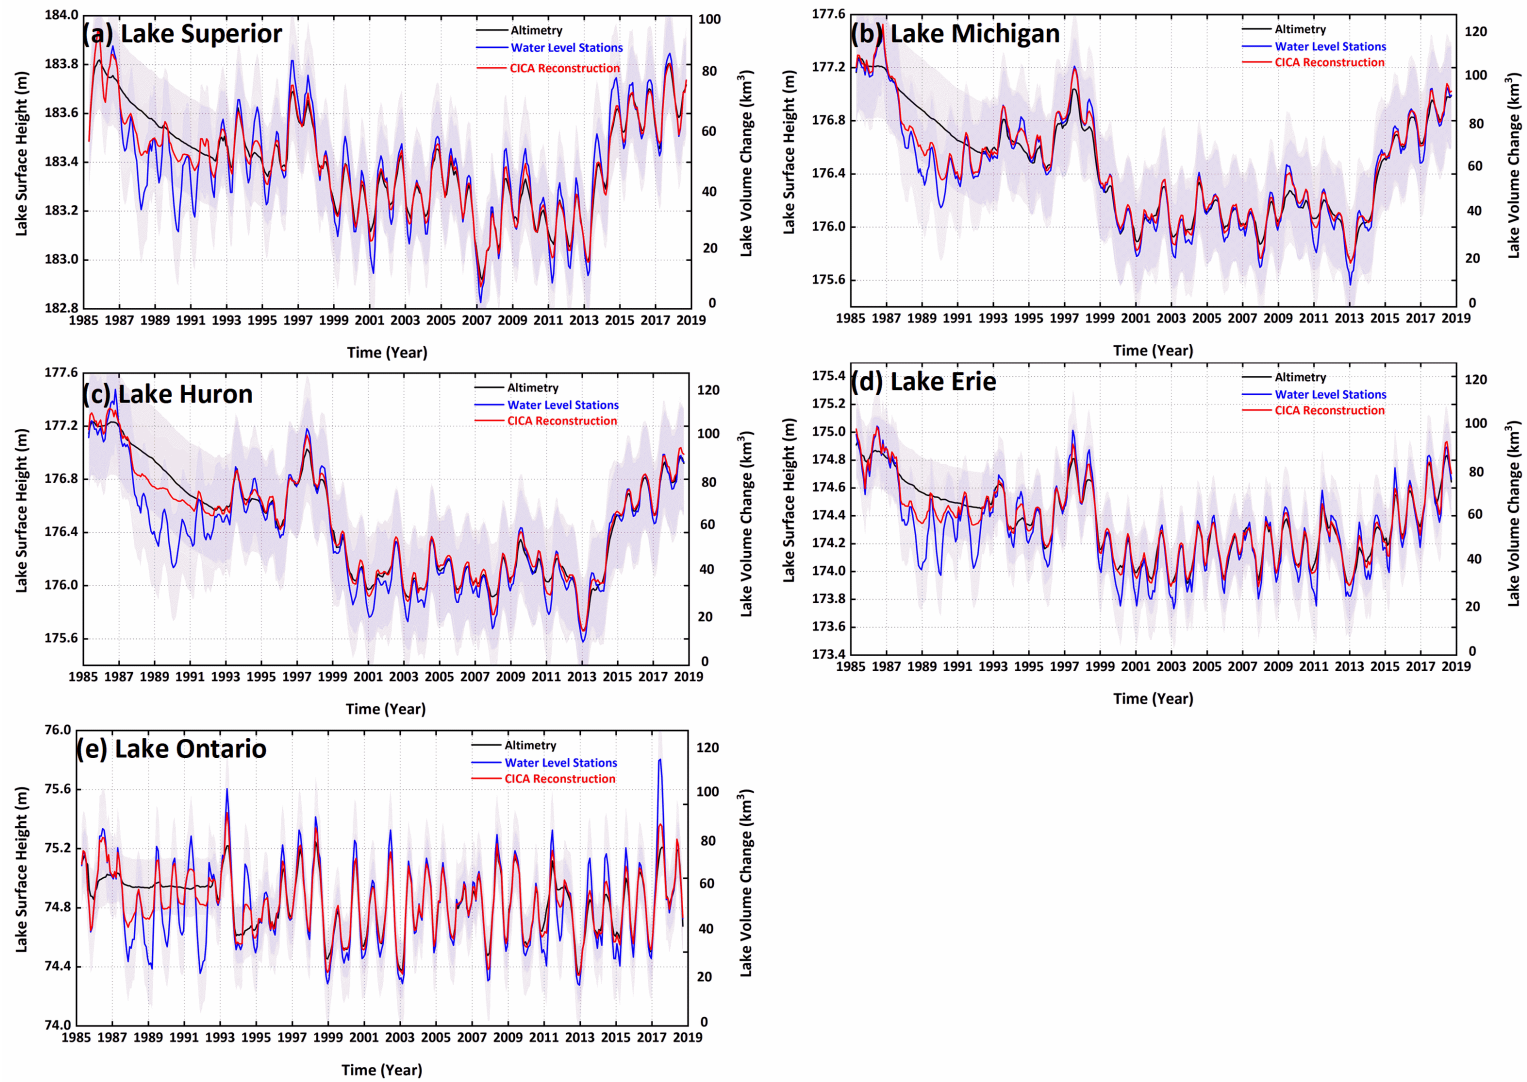 (a) Lake Superior
Altimetry
Water Level Stations
CICA Reconstruction
Lake Surface Height (m)
184.0
183.8
183.6
183.4
183.2
183.0
182.8
100
80
60
40
20
0
Lake Volume Change (km³)
1985 1987 1989 1991 1993 1995 1997 1999 2001 2003 2005 2007 2009 2011 2013 2015 2017 2019
Time (Year)
(b) Lake Michigan
Altimetry
Water Level Stations
CICA Reconstruction
Lake Surface Height (m)
177.6
177.2
176.8
176.4
176.0
175.6
120
100
80
60
40
20
0
Lake Volume Change (km³)
1985 1987 1989 1991 1993 1995 1997 1999 2001 2003 2005 2007 2009 2011 2013 2015 2017 2019
Time (Year)
(c) Lake Huron
Altimetry
Water Level Stations
CICA Reconstruction
Lake Surface Height (m)
177.6
177.2
176.8
176.4
176.0
175.6
120
100
80
60
40
20
0
Lake Volume Change (km³)
1985 1987 1989 1991 1993 1995 1997 1999 2001 2003 2005 2007 2009 2011 2013 2015 2017 2019
Time (Year)
(d) Lake Erie
Altimetry
Water Level Stations
CICA Reconstruction
Lake Surface Height (m)
175.4
175.2
175.0
174.8
174.6
174.4
174.2
174.0
173.8
173.6
173.4
120
100
80
60
40
20
0
Lake Volume Change (km³)
1985 1987 1989 1991 1993 1995 1997 1999 2001 2003 2005 2007 2009 2011 2013 2015 2017 2019
Time (Year)
(e) Lake Ontario
Altimetry
Water Level Stations
CICA Reconstruction
Lake Surface Height (m)
76.0
75.6
75.2
74.8
74.4
74.0
120
100
80
60
40
20
0
Lake Volume Change (km³)
1985 1987 1989 1991 1993 1995 1997 1999 2001 2003 2005 2007 2009 2011 2013 2015 2017 2019
Time (Year)